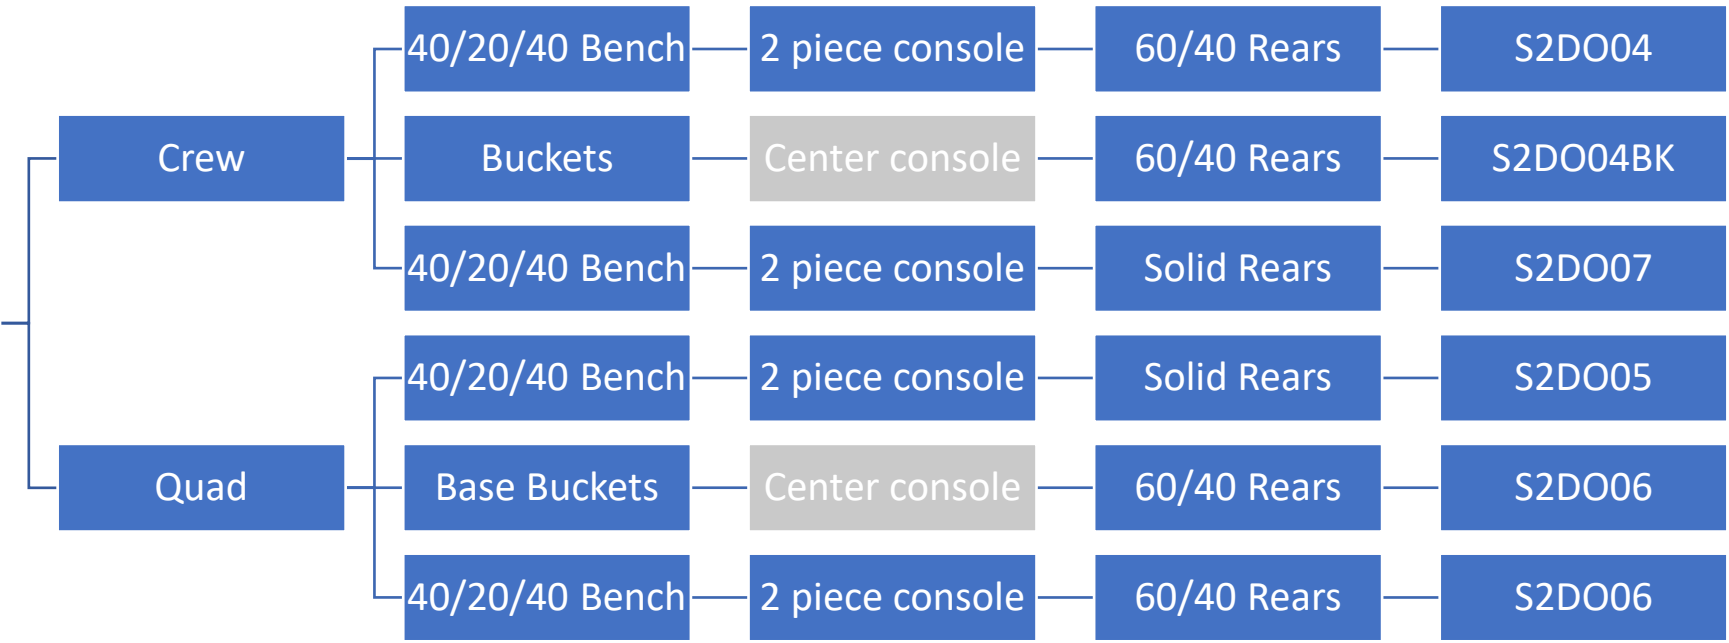 Crew
40/20/40 Bench
2 piece console
60/40 Rears
S2DO04
Buckets
Center console
60/40 Rears
S2DO04BK
40/20/40 Bench
2 piece console
Solid Rears
S2DO07
Quad
40/20/40 Bench
2 piece console
Solid Rears
S2DO05
Base Buckets
Center console
60/40 Rears
S2DO06
40/20/40 Bench
2 piece console
60/40 Rears
S2DO06